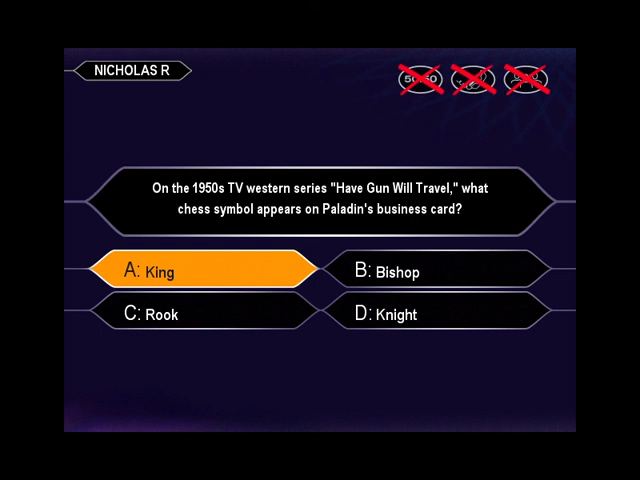 NICHOLAS R
50:50
On the 1950s TV western series "Have Gun Will Travel," what
chess symbol appears on Paladin's business card?
A: King
B: Bishop
C: Rook
D: Knight